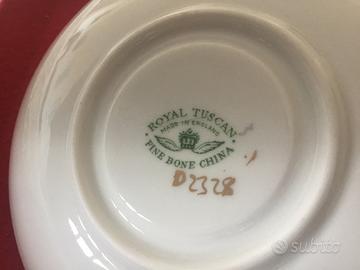 · ROYAL TUSCAN ·
MADE IN ENGLAND
FINE BONE CHINA
D2328
subito